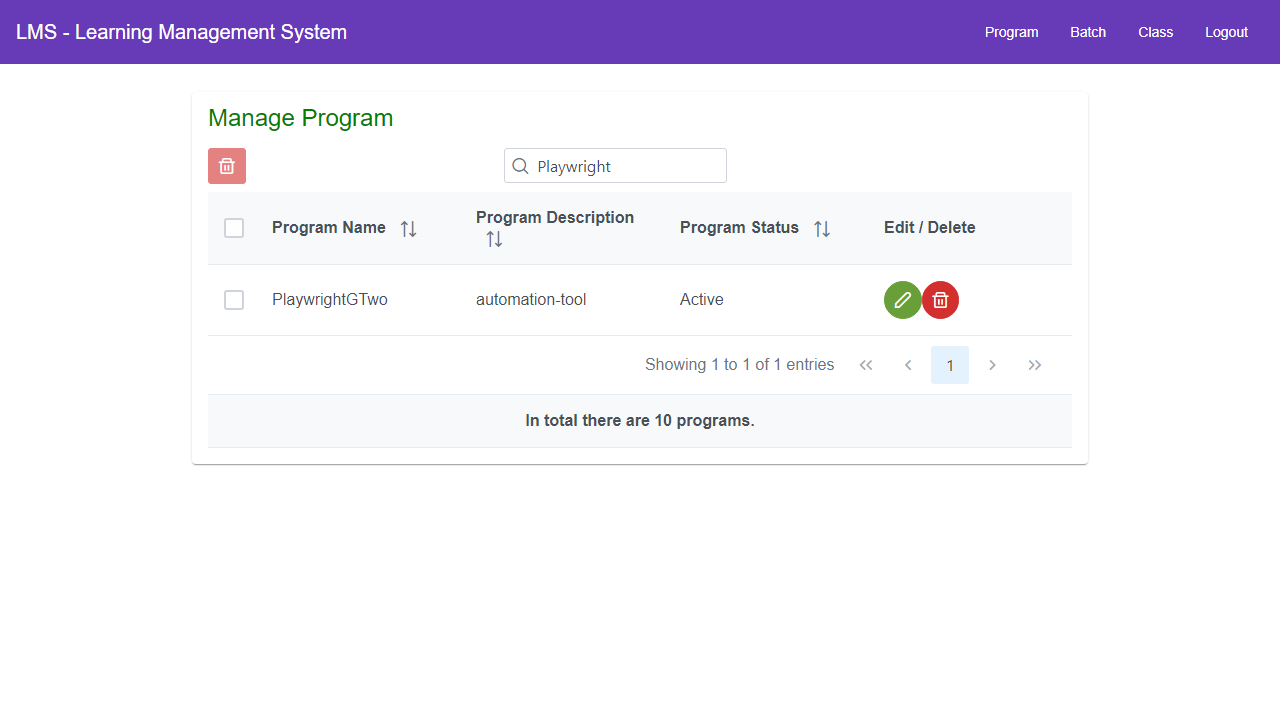 LMS - Learning Management System Program Batch Class Logout
Manage Program
Playwright
Program Name Program Description Program Status Edit / Delete
PlaywrightGTwo automation-tool Active
Showing 1 to 1 of 1 entries 1
In total there are 10 programs.